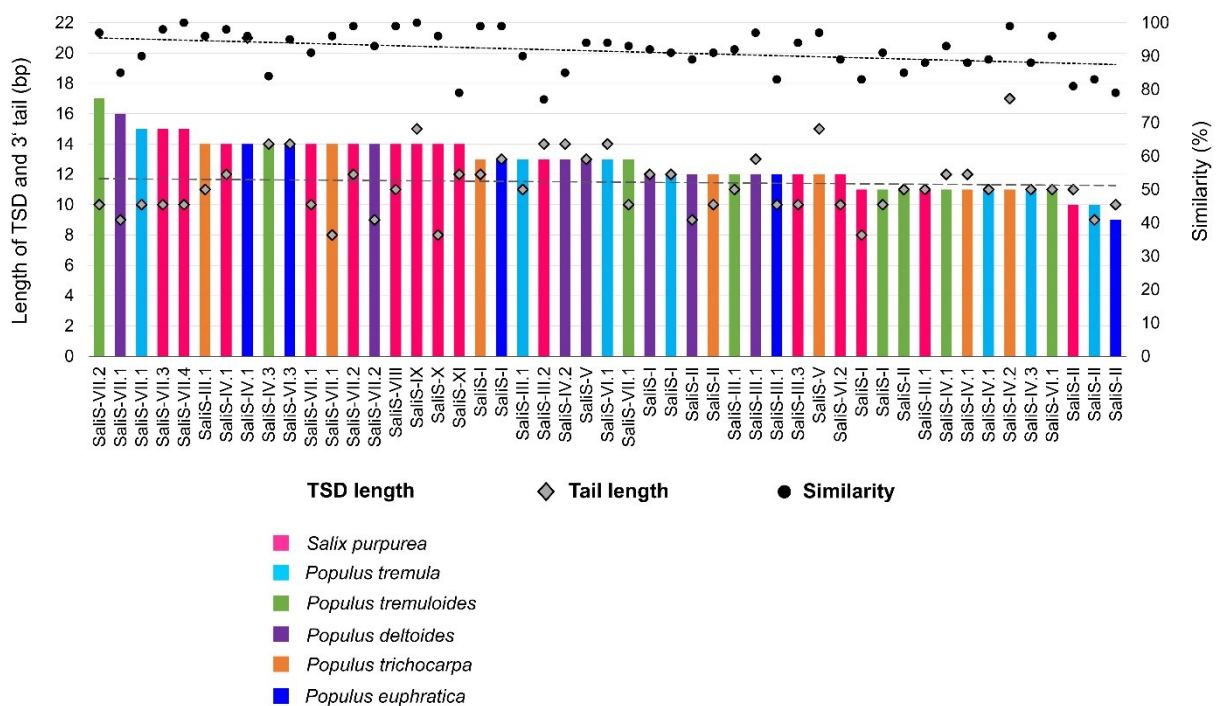 Length of TSD and 3' tail (bp)
22
20
18
16
14
12
10
8
6
4
2
0
100
90
80
70
60
50
40
30
20
10
0
Similarity (%)
SaliS-VII.2
SaliS-VII.1
SaliS-VII.1
SaliS-VII.3
SaliS-VII.4
SaliS-III.1
SaliS-IV.1
SaliS-IV.1
SaliS-IV.3
SaliS-VI.3
SaliS-VII.1
SaliS-VII.1
SaliS-VII.2
SaliS-VII.2
SaliS-VIII
SaliS-IX
SaliS-X
SaliS-XI
SaliS-I
SaliS-I
SaliS-III.1
SaliS-III.2
SaliS-IV.2
SaliS-V
SaliS-VI.1
SaliS-VII.1
SaliS-I
SaliS-I
SaliS-II
SaliS-II
SaliS-III.1
SaliS-III.1
SaliS-III.1
SaliS-III.3
SaliS-V
SaliS-VI.2
SaliS-I
SaliS-I
SaliS-II
SaliS-III.1
SaliS-IV.1
SaliS-IV.1
SaliS-IV.1
SaliS-IV.2
SaliS-IV.3
SaliS-VI.1
SaliS-II
SaliS-II
SaliS-II
TSD length
Tail length
Similarity
Salix purpurea
Populus tremula
Populus tremuloides
Populus deltoides
Populus trichocarpa
Populus euphratica